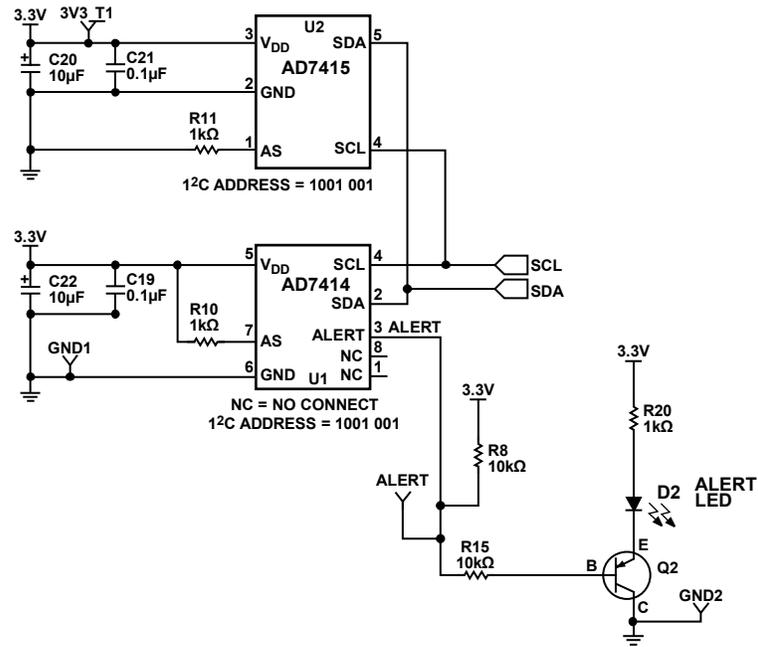 3.3V
3V3_T1
C20
10µF
C21
0.1µF
R11
1kΩ
U2
AD7415
3 VDD
2 GND
1 AS
SDA 5
SCL 4
1²C ADDRESS = 1001 001
3.3V
C22
10µF
C19
0.1µF
R10
1kΩ
GND1
5 VDD
AD7414
7 AS
6 GND
U1
SCL 4
SDA 2
ALERT 3 ALERT
NC 8
NC 1
SCL
SDA
NC = NO CONNECT
1²C ADDRESS = 1001 001
3.3V
R8
10kΩ
ALERT
R15
10kΩ
3.3V
R20
1kΩ
D2
ALERT
LED
B
E
Q2
C
GND2